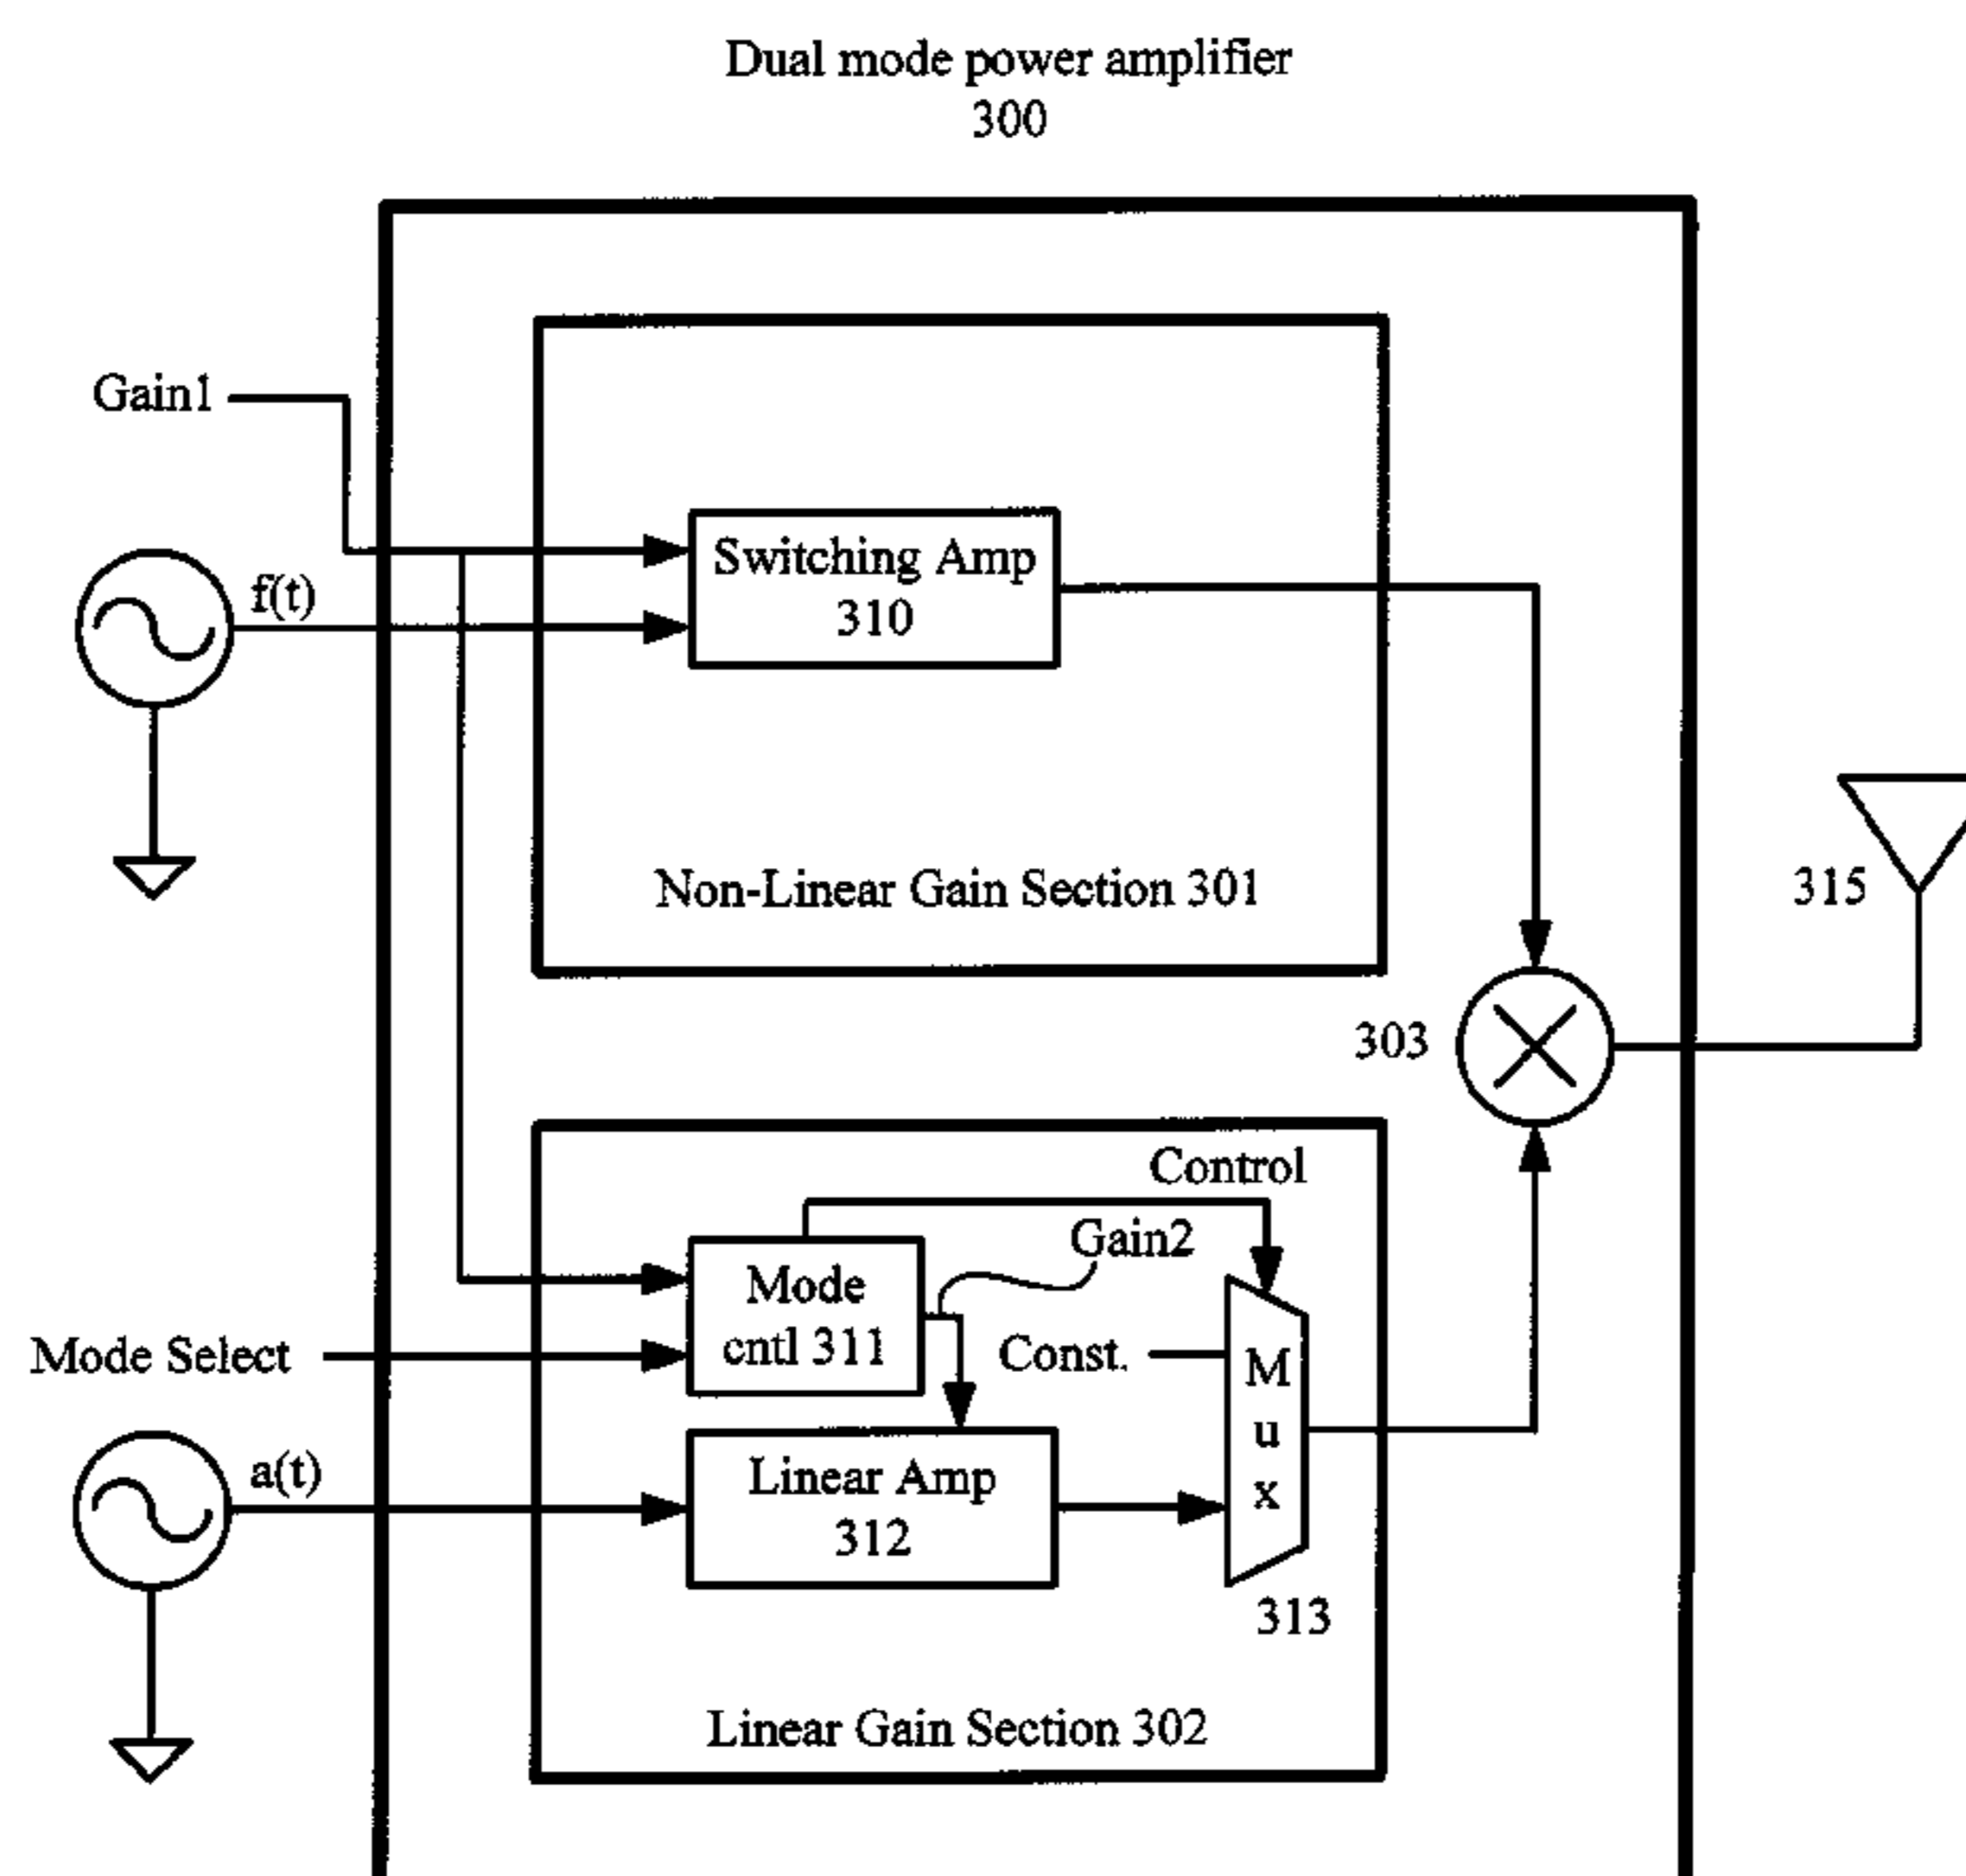 Dual mode power amplifier
300
Gain1
f(t)
Switching Amp
310
Non-Linear Gain Section 301
315
303
Control
Gain2
Mode
cntl 311
Const.
Mode Select
M
u
x
a(t)
Linear Amp
312
313
Linear Gain Section 302